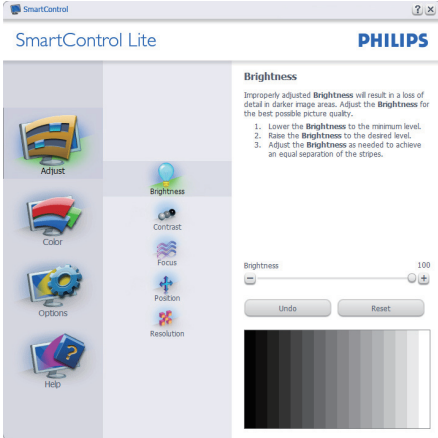 SmartControl
SmartControl Lite
PHILIPS
Adjust
Color
Options
Help
Brightness
Contrast
Focus
Position
Resolution
Brightness
Improperly adjusted Brightness will result in a loss of
detail in darker image areas. Adjust the Brightness for
the best possible picture quality.
1. Lower the Brightness to the minimum level.
2. Raise the Brightness to the desired level.
3. Adjust the Brightness as needed to achieve
an equal separation of the stripes.
Brightness 100
Undo Reset